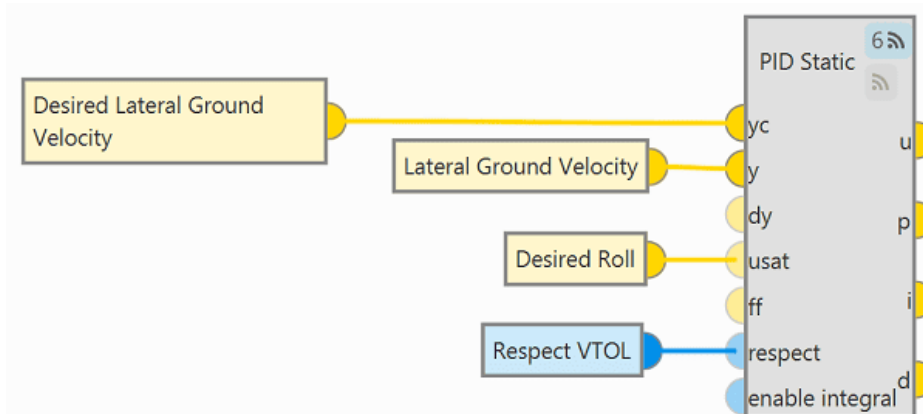 6
PID Static
Desired Lateral Ground
Velocity
yc
u
Lateral Ground Velocity
y
dy
p
Desired Roll
usat
ff
i
Respect VTOL
respect
d
enable integral